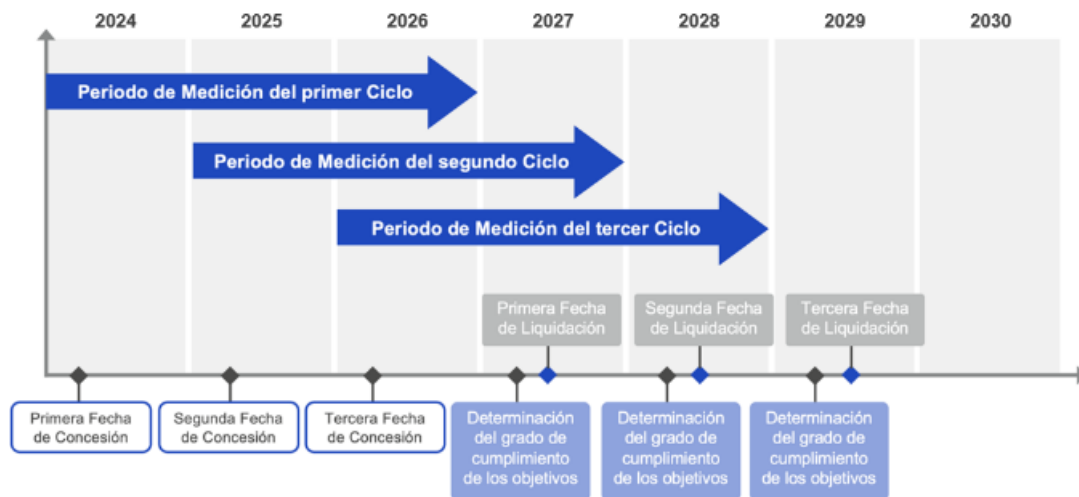 2024 2025 2026 2027 2028 2029 2030
Periodo de Medición del primer Ciclo
Periodo de Medición del segundo Ciclo
Periodo de Medición del tercer Ciclo
Primera Fecha
de Liquidación
Segunda Fecha
de Liquidación
Tercera Fecha
de Liquidación
Primera Fecha
de Concesión
Segunda Fecha
de Concesión
Tercera Fecha
de Concesión
Determinación
del grado de
cumplimiento
de los objetivos
Determinación
del grado de
cumplimiento
de los objetivos
Determinación
del grado de
cumplimiento
de los objetivos